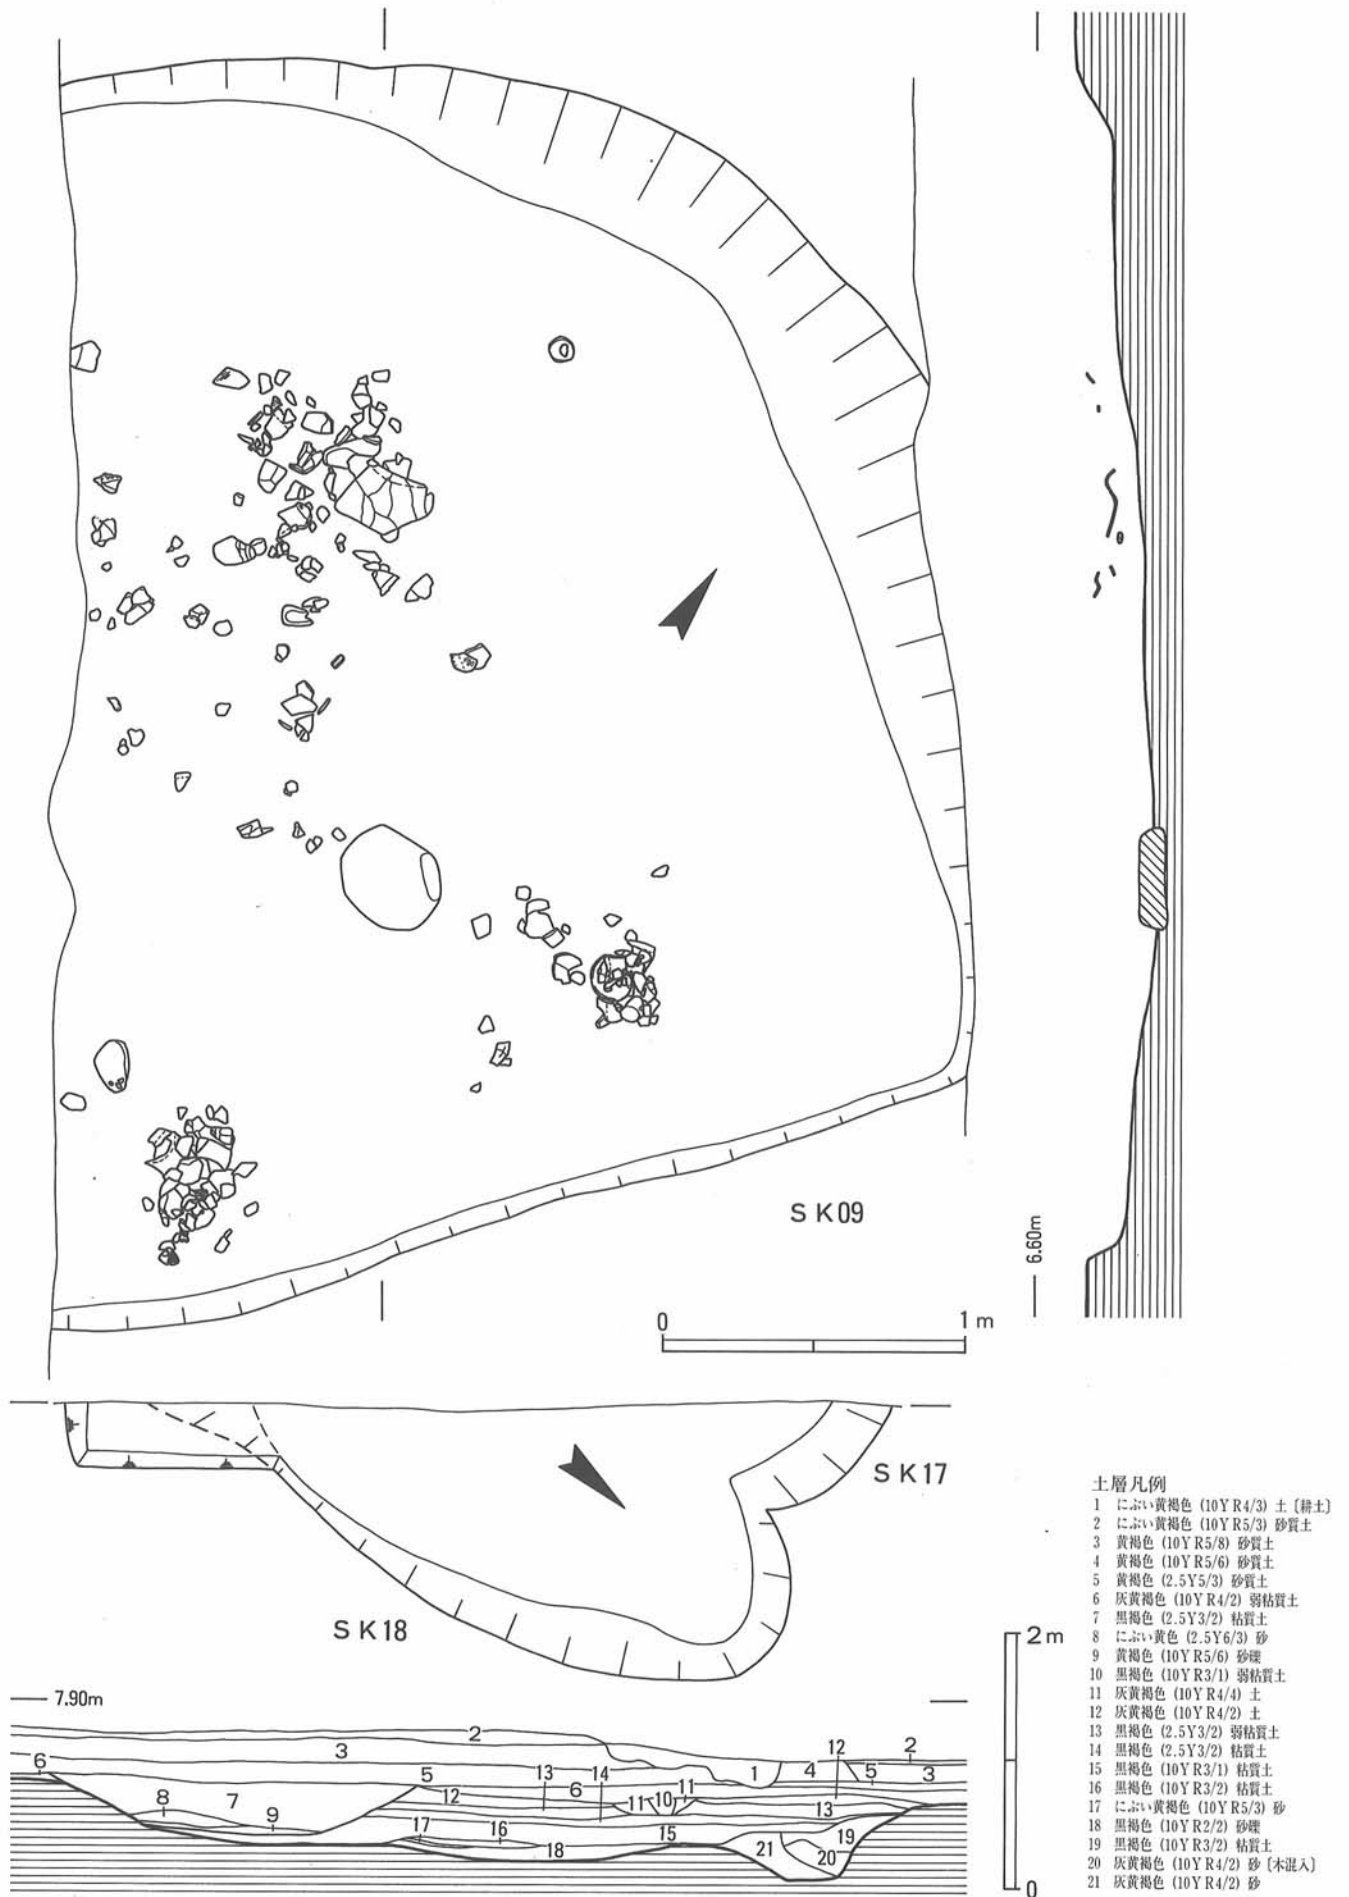 SK09
6.60m
0 1m
SK17
SK18
2m
0
7.90m
6
3
2
5
13
14
6
11
12
1
4
5
2
3
8
7
9
12
11
10
13
17
16
15
18
21
20
19
土層凡例
1 にぶい黄褐色 (10YR4/3) 土〔耕土〕
2 にぶい黄褐色 (10YR5/3) 砂質土
3 黄褐色 (10YR5/8) 砂質土
4 黄褐色 (10YR5/6) 砂質土
5 黄褐色 (2.5Y5/3) 砂質土
6 灰黄褐色 (10YR4/2) 弱粘質土
7 黒褐色 (2.5Y3/2) 粘質土
8 にぶい黄色 (2.5Y6/3) 砂
9 黄褐色 (10YR5/6) 砂礫
10 黒褐色 (10YR3/1) 弱粘質土
11 灰黄褐色 (10YR4/4) 土
12 灰黄褐色 (10YR4/2) 土
13 黒褐色 (2.5Y3/2) 弱粘質土
14 黒褐色 (2.5Y3/2) 粘質土
15 黒褐色 (10YR3/1) 粘質土
16 黒褐色 (10YR3/2) 粘質土
17 にぶい黄褐色 (10YR5/3) 砂
18 黒褐色 (10YR2/2) 砂礫
19 黒褐色 (10YR3/2) 粘質土
20 灰黄褐色 (10YR4/2) 砂〔木混入〕
21 灰黄褐色 (10YR4/2) 砂